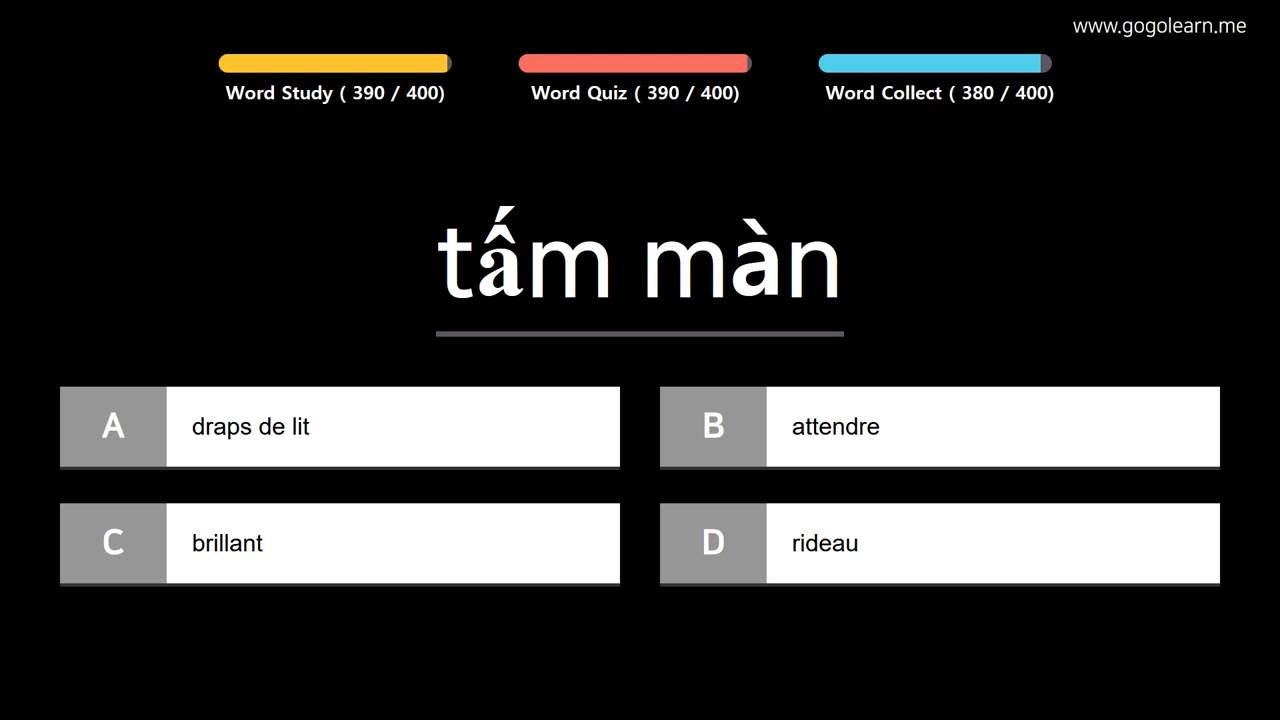 www.gogolearn.me
Word Study ( 390 / 400)
Word Quiz ( 390 / 400)
Word Collect ( 380 / 400)
tấm màn
A draps de lit
B attendre
C brillant
D rideau